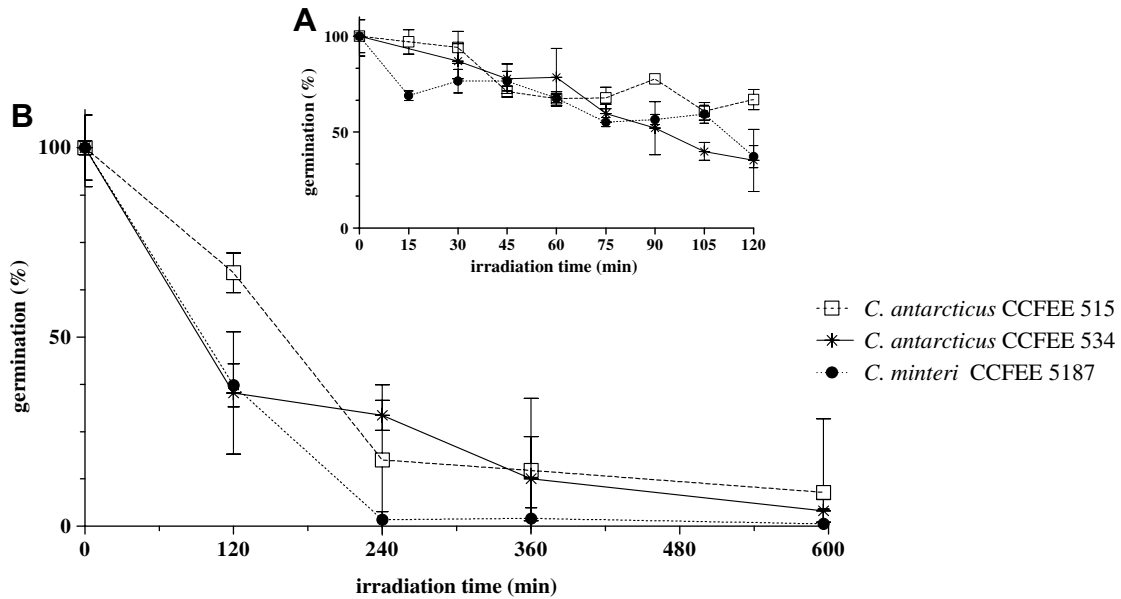 A
100
50
0
germination (%)
0 15 30 45 60 75 90 105 120
irradiation time (min)
B
100
50
0
germination (%)
0 120 240 360 480 600
irradiation time (min)
C. antarcticus CCFEE 515
C. antarcticus CCFEE 534
C. minteri CCFEE 5187